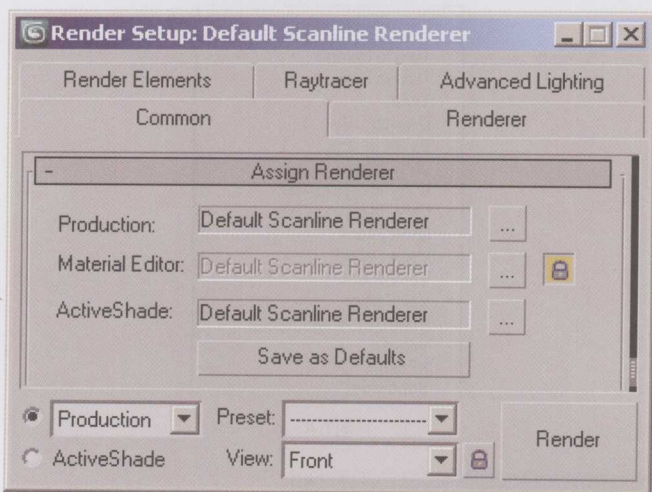 Render Setup: Default Scanline Renderer
Render Elements Raytracer Advanced Lighting
Common Renderer
- Assign Renderer
Production: Default Scanline Renderer ...
Material Editor: Default Scanline Renderer ...
ActiveShade: Default Scanline Renderer ...
Save as Defaults
Production Preset: -------------------------
ActiveShade View: Front
Render